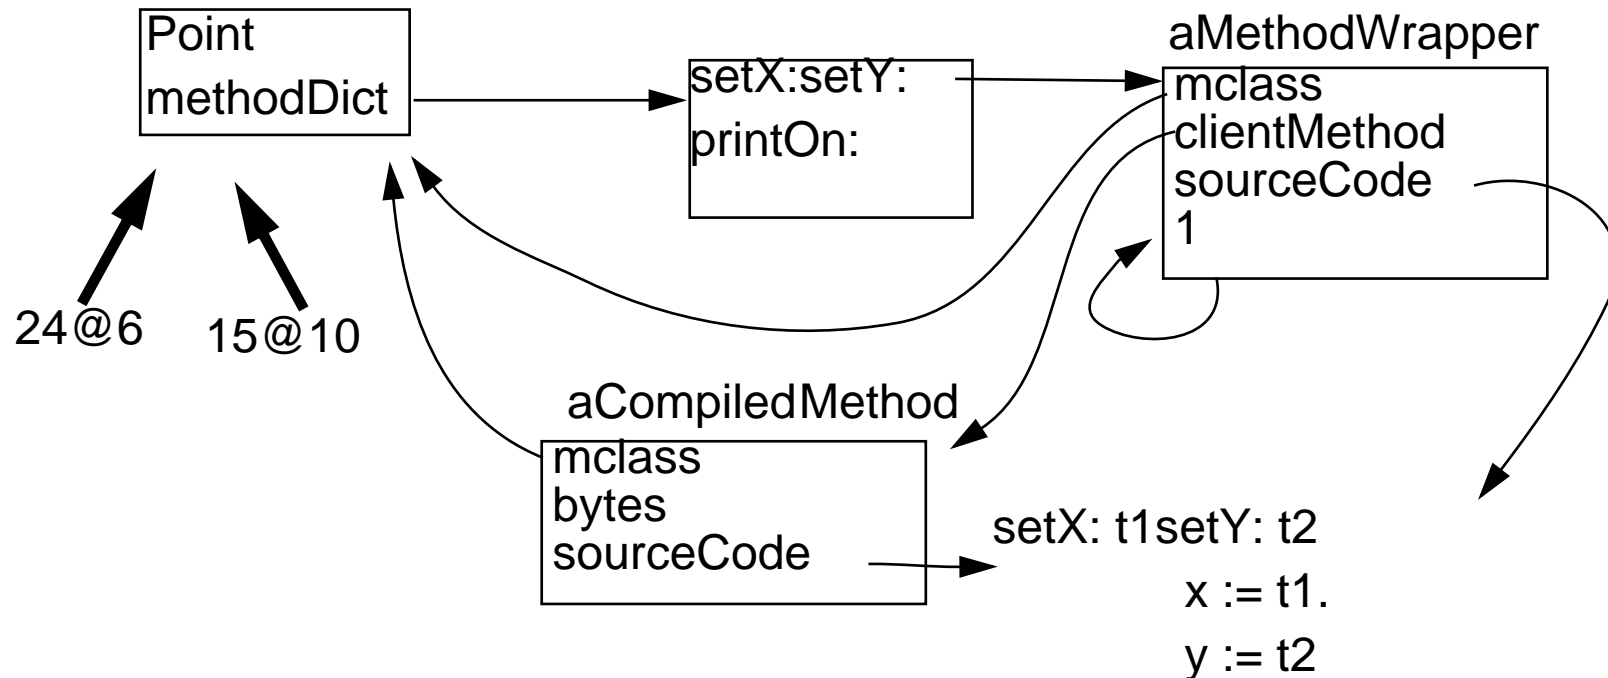 Point
methodDict
24@6
15@10
setX:setY:
printOn:
aMethodWrapper
mclass
clientMethod
sourceCode
1
aCompiledMethod
mclass
bytes
sourceCode
setX: t1setY: t2
x := t1.
y := t2